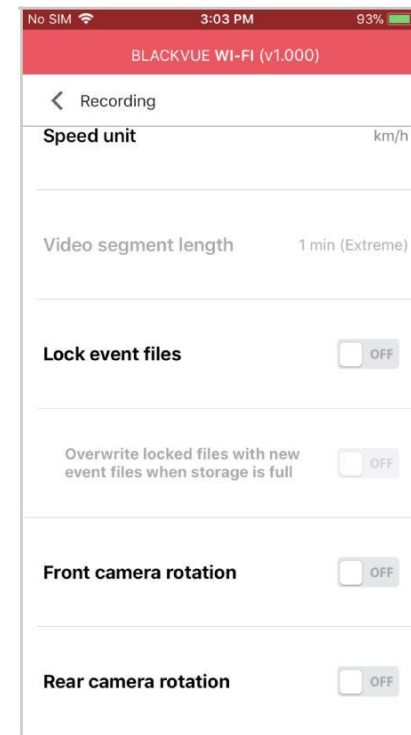 No SIM 3:03 PM 93%
BLACKVUE WI-FI (v1.000)
Recording
Speed unit km/h
Video segment length 1 min (Extreme)
Lock event files OFF
Overwrite locked files with new
event files when storage is full OFF
Front camera rotation OFF
Rear camera rotation OFF